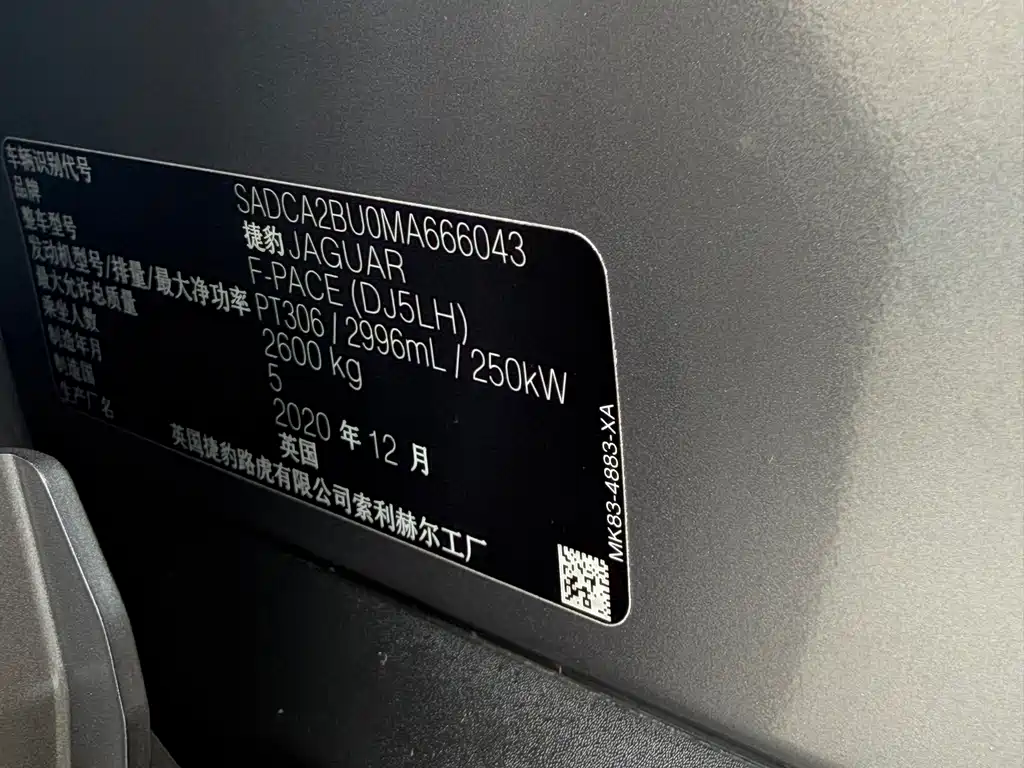 车辆识别代号 SADCA2BU0MA666043
品牌 捷豹 JAGUAR
整车型号 F-PACE (DJ5LH)
发动机型号/排量/最大净功率 PT306 / 2996mL / 250kW
最大允许总质量 2600 kg
乘坐人数 5
制造年月 2020 年 12 月
制造国 英国
生产厂名 英国捷豹路虎有限公司索利赫尔工厂
MK83-4883-XA